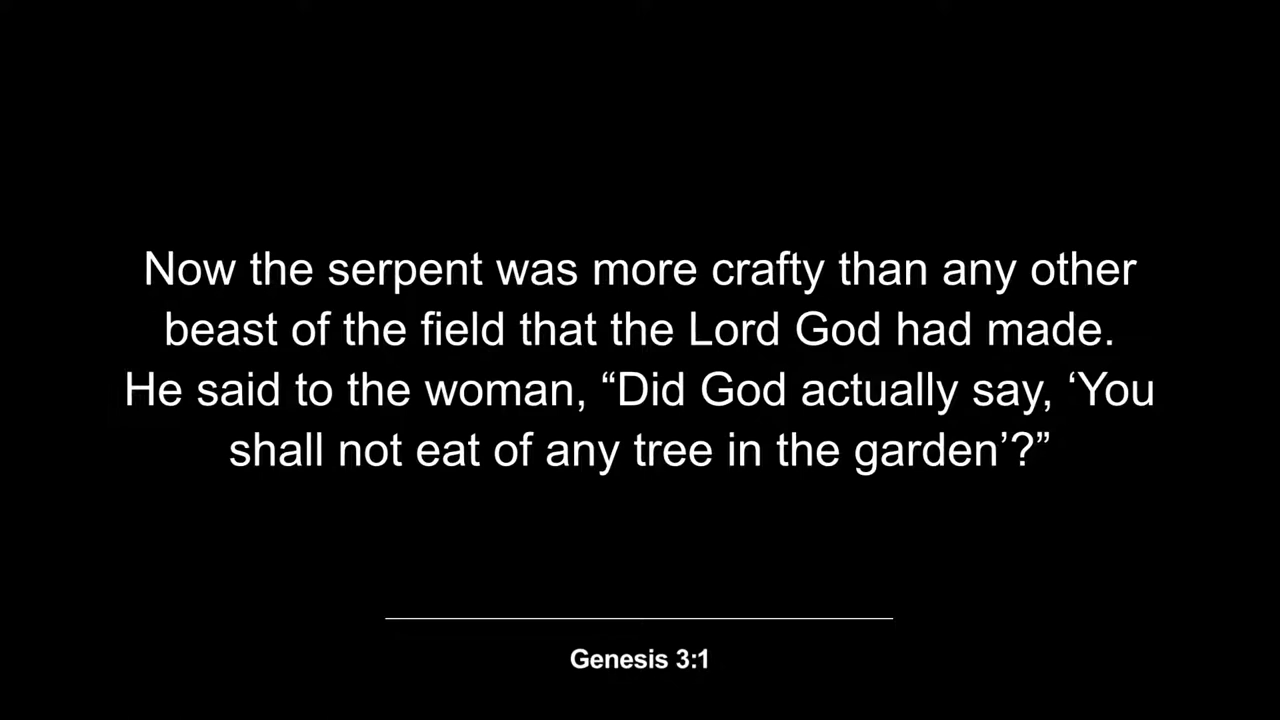 Now the serpent was more crafty than any other
beast of the field that the Lord God had made.
He said to the woman, “Did God actually say, ‘You
shall not eat of any tree in the garden’?”
Genesis 3:1